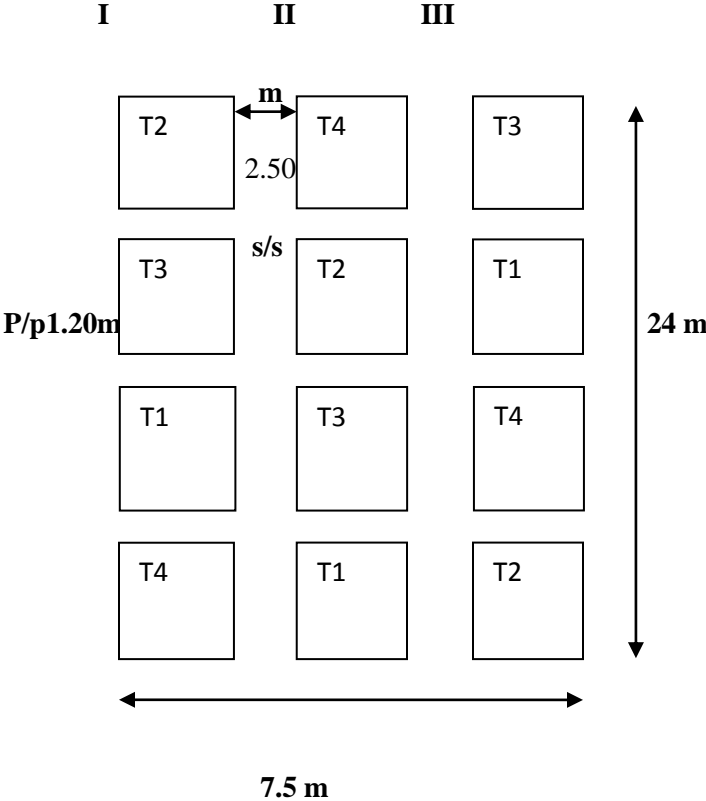 I II III
m
T2 T4 T3
2.50
s/s
T3 T2 T1
P/p1.20m 24 m
T1 T3 T4
T4 T1 T2
7.5 m